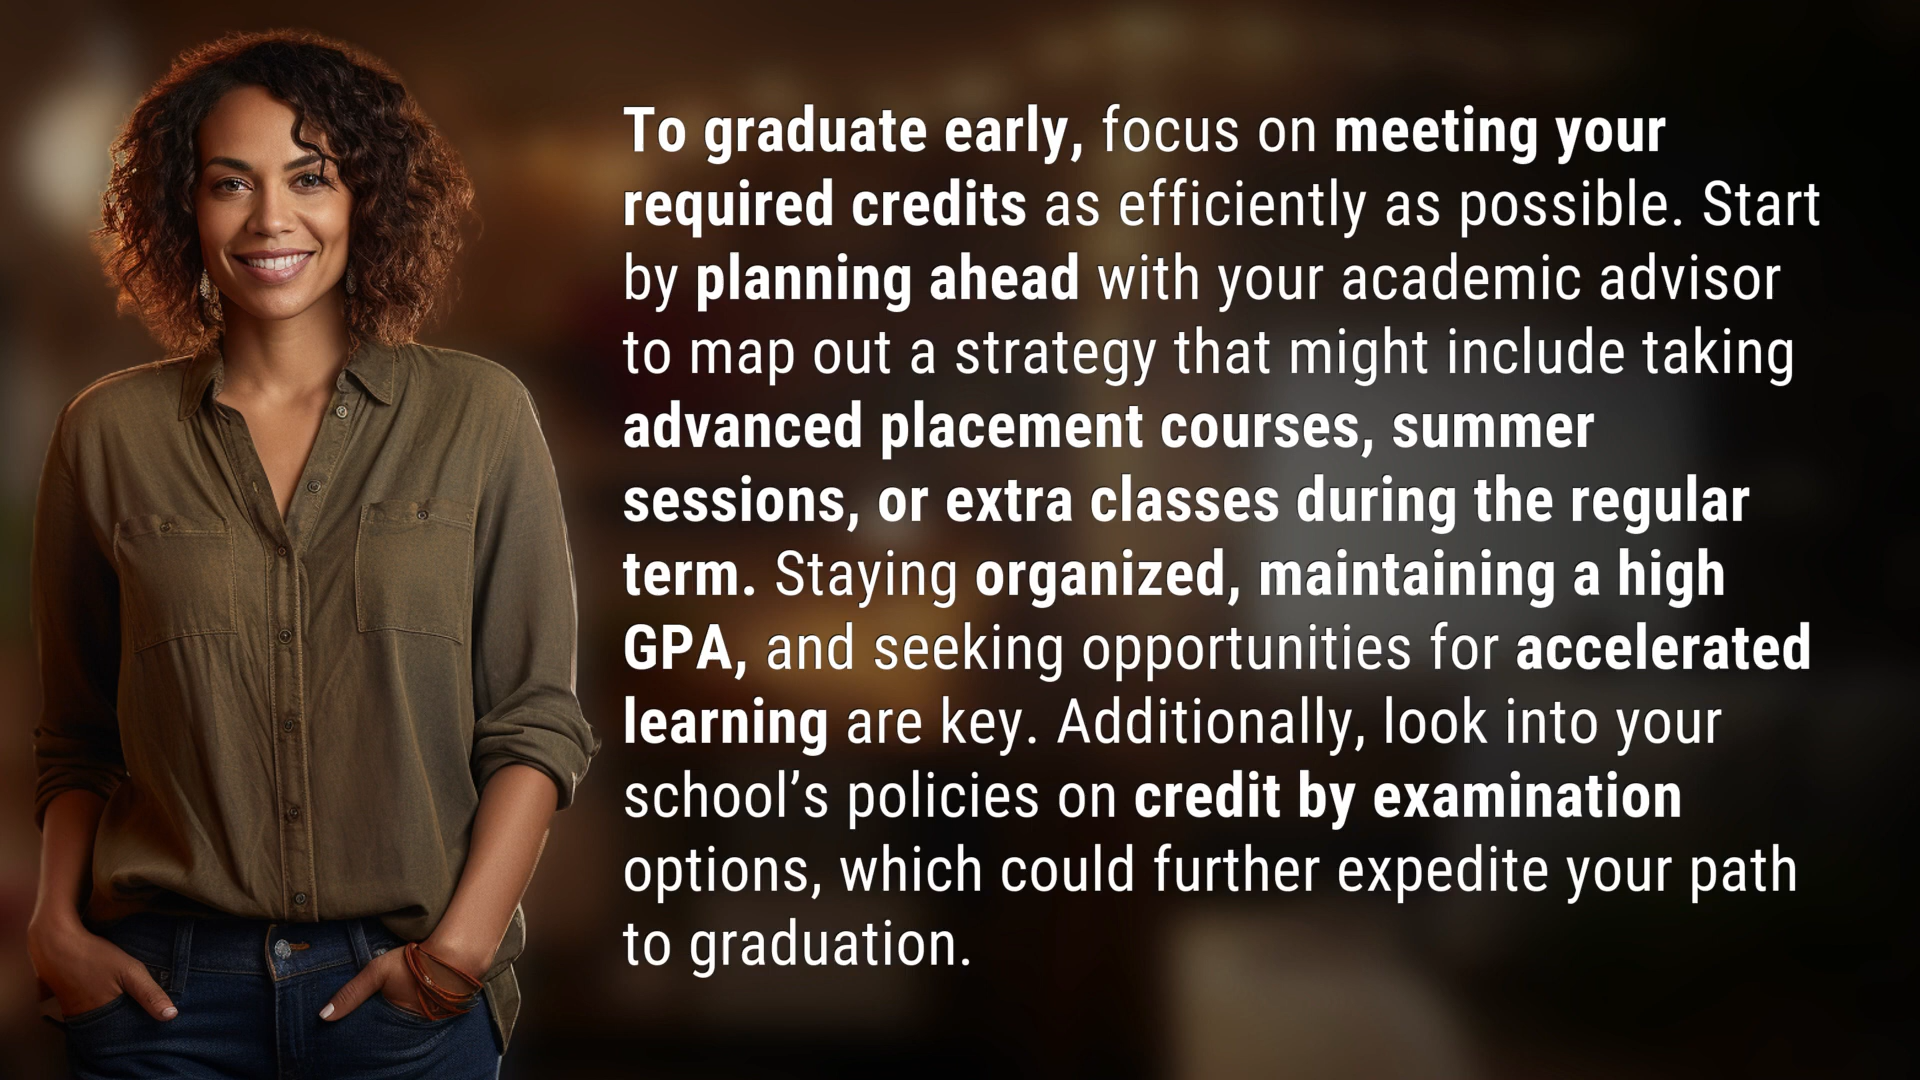 To graduate early, focus on meeting your
required credits as efficiently as possible. Start
by planning ahead with your academic advisor
to map out a strategy that might include taking
advanced placement courses, summer
sessions, or extra classes during the regular
term. Staying organized, maintaining a high
GPA, and seeking opportunities for accelerated
learning are key. Additionally, look into your
school’s policies on credit by examination
options, which could further expedite your path
to graduation.